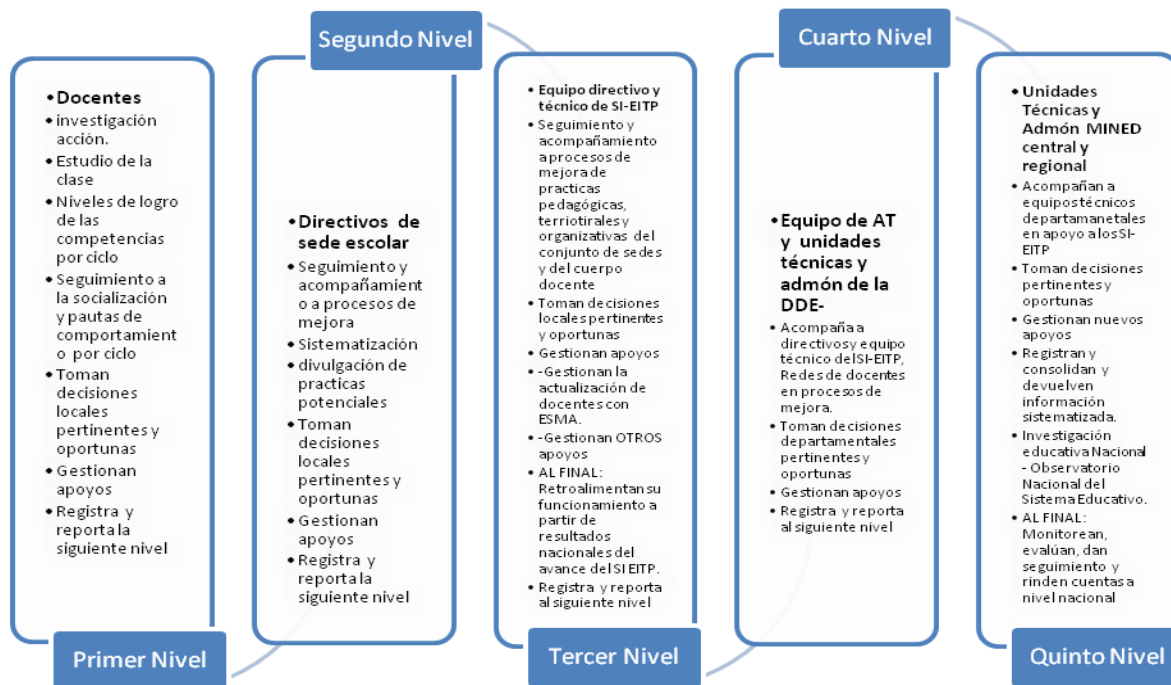 Primer Nivel
• Docentes
• investigación
acción.
• Estudio de la
clase
• Niveles de logro
de las
competencias
por ciclo
• Seguimiento a
la socialización
y pautas de
comportamient
o por ciclo
• Toman
decisiones
locales
pertinentes y
oportunas
• Gestionan
apoyos
• Registra y
reporta la
siguiente nivel
Segundo Nivel
• Directivos de
sede escolar
• Seguimiento y
acompañamient
o a procesos de
mejora
• Sistematización
• divulgación de
practicas
potenciales
• Toman
decisiones
locales
pertinentes y
oportunas
• Gestionan
apoyos
• Registra y
reporta la
siguiente nivel
Tercer Nivel
• Equipo directivo y
técnico de SI-EITP
• Seguimiento y
acompañamiento
a procesos de
mejora de
practicas
pedagógicas,
terriotirales y
organizativas del
conjunto de sedes
y del cuerpo
docente
• Toman decisiones
locales pertinentes
y oportunas
• Gestionan apoyos
• -Gestionan la
actualización de
docentes con
ESMA.
• -Gestionan OTROS
apoyos
• AL FINAL:
Retroalimentan su
funcionamiento a
partir de
resultados
nacionales del
avance del SI EITP.
• Registra y reporta
al siguiente nivel
Cuarto Nivel
• Equipo de AT
y unidades
técnicas y
admón de la
DDE-
• Acompaña a
directivos y equipo
técnico del SI-EITP,
Redes de docentes
en procesos de
mejora.
• Toman decisiones
departamentales
pertinentes y
oportunas
• Gestionan apoyos
• Registra y reporta
al siguiente nivel
Quinto Nivel
• Unidades
Técnicas y
Admón MINED
central y
regional
• Acompañan a
equipos técnicos
departamanetales
en apoyo a los SI-
EITP
• Toman decisiones
pertinentes y
oportunas
• Gestionan nuevos
apoyos
• Registran y
consolidan y
devuelven
información
sistematizada.
• Investigación
educativa Nacional
- Observatorio
Nacional del
Sistema Educativo.
• AL FINAL:
Monitorean,
evalúan, dan
seguimiento y
rinden cuentas a
nivel nacional